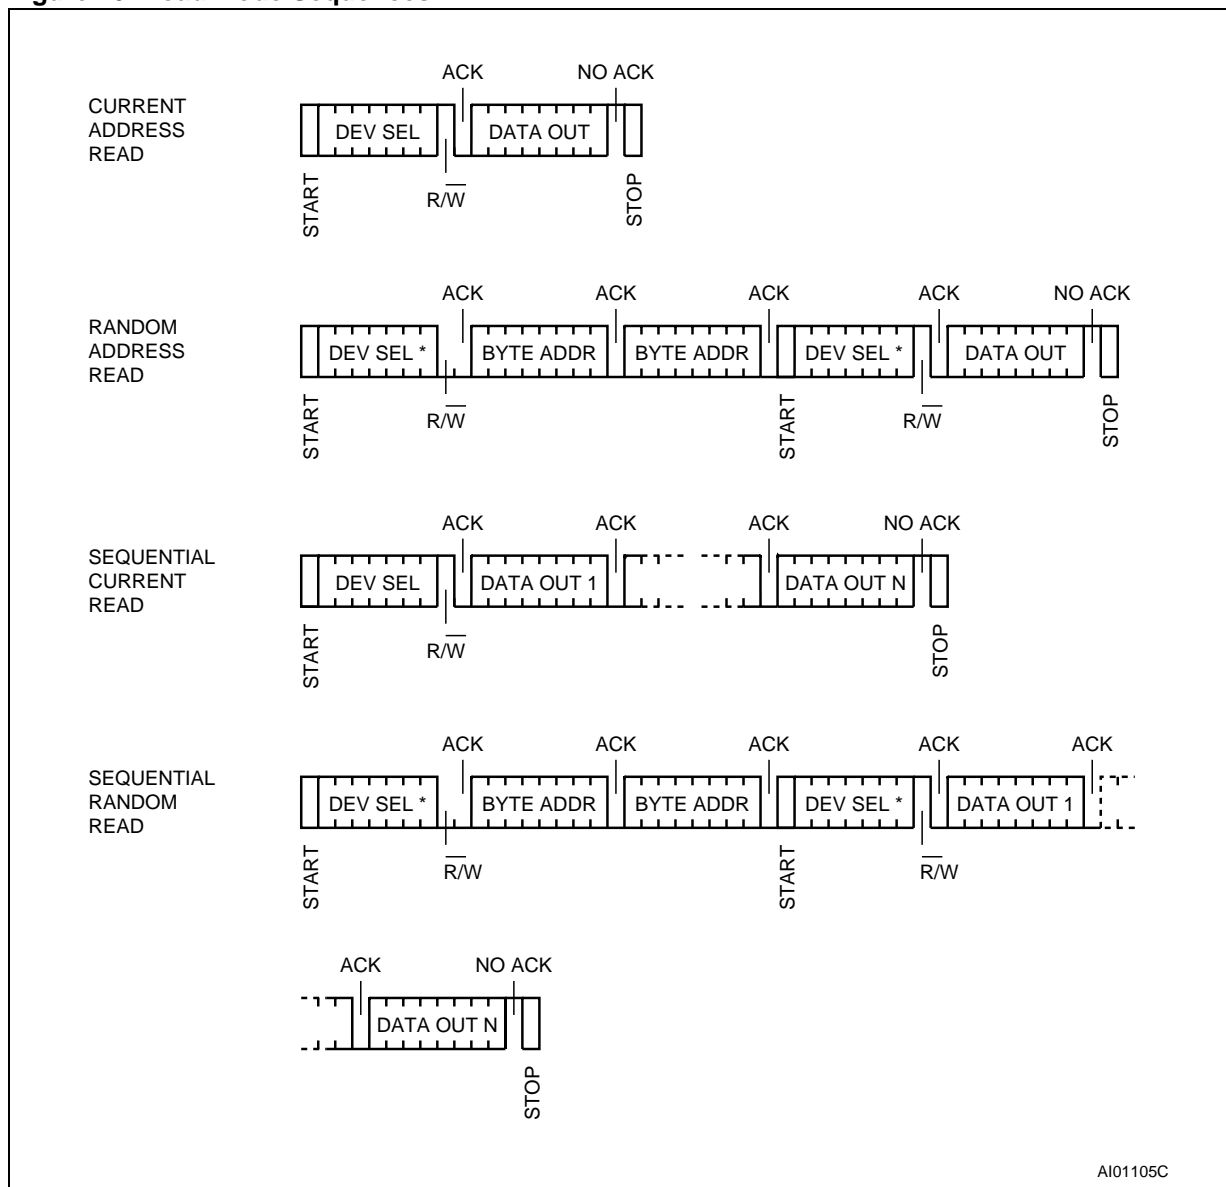 ACK NO ACK
CURRENT
ADDRESS
READ
DEV SEL DATA OUT
START R/W̅ STOP
ACK ACK ACK ACK NO ACK
RANDOM
ADDRESS
READ
DEV SEL * BYTE ADDR BYTE ADDR DEV SEL * DATA OUT
START R/W̅ START R/W̅ STOP
ACK ACK ACK NO ACK
SEQUENTIAL
CURRENT
READ
DEV SEL DATA OUT 1 DATA OUT N
START R/W̅ STOP
ACK ACK ACK ACK ACK
SEQUENTIAL
RANDOM
READ
DEV SEL * BYTE ADDR BYTE ADDR DEV SEL * DATA OUT 1
START R̅/W START R̅/W
ACK NO ACK
DATA OUT N
STOP
AI01105C